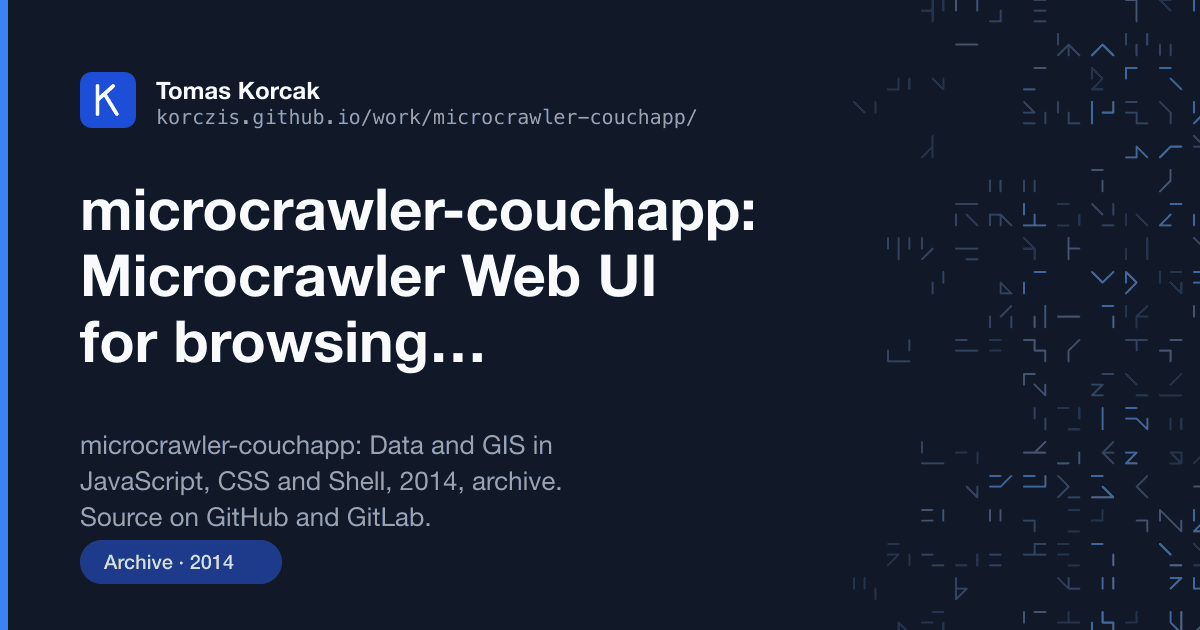 K
Tomas Korcak
korczis.github.io/work/microcrawler-couchapp/
microcrawler-couchapp:
Microcrawler Web UI
for browsing…
microcrawler-couchapp: Data and GIS in
JavaScript, CSS and Shell, 2014, archive.
Source on GitHub and GitLab.
Archive · 2014